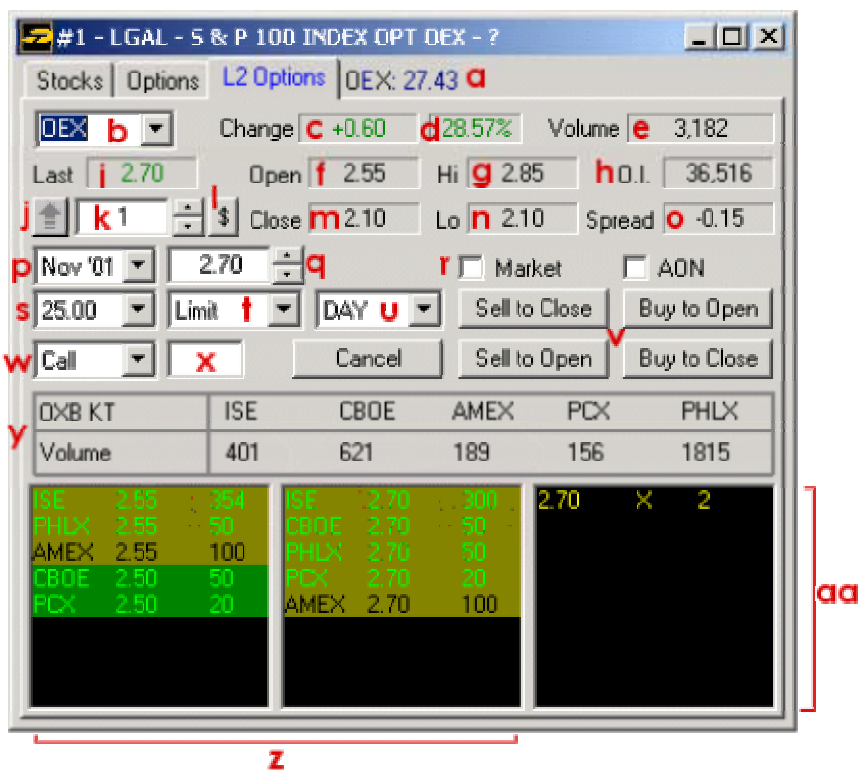 #1 - LGAL - S & P 100 INDEX OPT OEX - ?
Stocks Options L2 Options OEX: 27.43 a
OEX b Change c +0.60 d 28.57% Volume e 3,182
Last i 2.70 Open f 2.55 Hi g 2.85 h O.I. 36,516
j k 1 l $ Close m 2.10 Lo n 2.10 Spread o -0.15
p Nov '01 2.70 q r Market AON
s 25.00 Limit t DAY u Sell to Close Buy to Open
v
w Call x Cancel Sell to Open Buy to Close
y
OXB KT ISE CBOE AMEX PCX PHLX
Volume 401 621 189 156 1815
ISE 2.55 354 ISE 2.70 300 2.70 X 2
PHLX 2.55 50 CBOE 2.70 50
AMEX 2.55 100 PHLX 2.70 50
CBOE 2.50 50 PCX 2.70 20
PCX 2.50 20 AMEX 2.70 100
aa
z